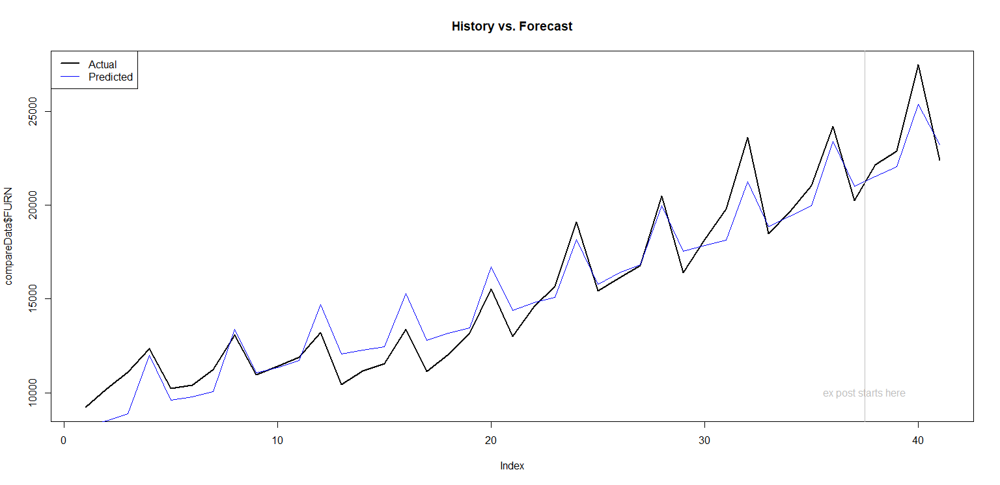 History vs. Forecast
Actual
Predicted
compareData$FURN
25000
20000
15000
10000
ex post starts here
0 10 20 30 40
Index